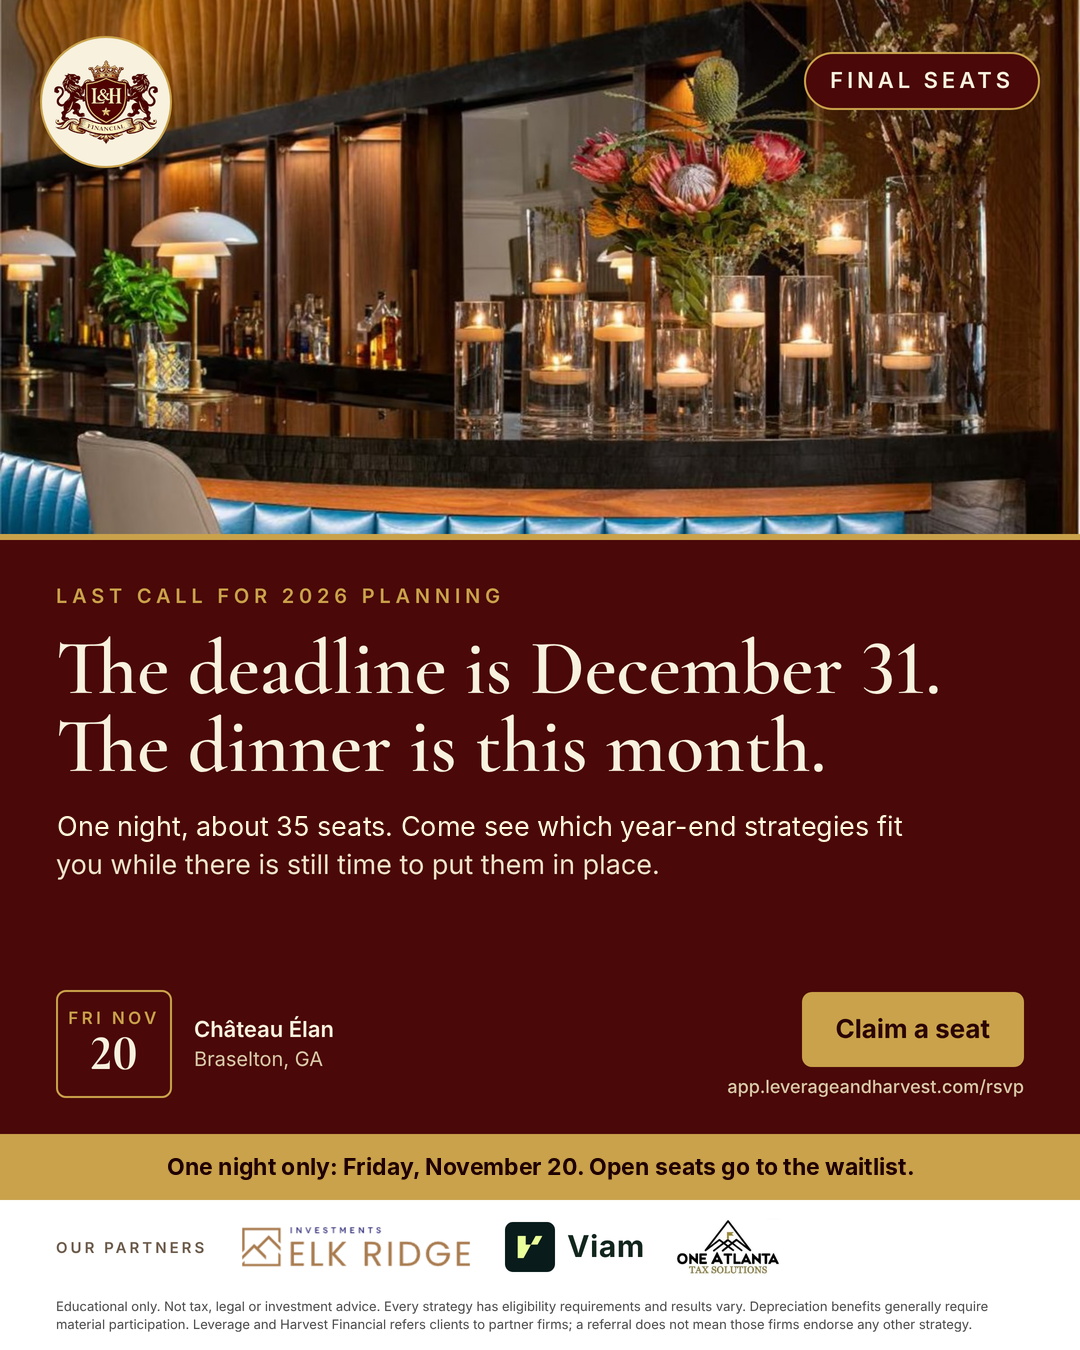 L&H
FINANCIAL
FINAL SEATS
LAST CALL FOR 2026 PLANNING
The deadline is December 31.
The dinner is this month.
One night, about 35 seats. Come see which year-end strategies fit
you while there is still time to put them in place.
FRI NOV
20
Château Élan
Braselton, GA
Claim a seat
app.leverageandharvest.com/rsvp
One night only: Friday, November 20. Open seats go to the waitlist.
OUR PARTNERS
INVESTMENTS
ELK RIDGE
Viam
ONE ATLANTA
TAX SOLUTIONS
Educational only. Not tax, legal or investment advice. Every strategy has eligibility requirements and results vary. Depreciation benefits generally require
material participation. Leverage and Harvest Financial refers clients to partner firms; a referral does not mean those firms endorse any other strategy.